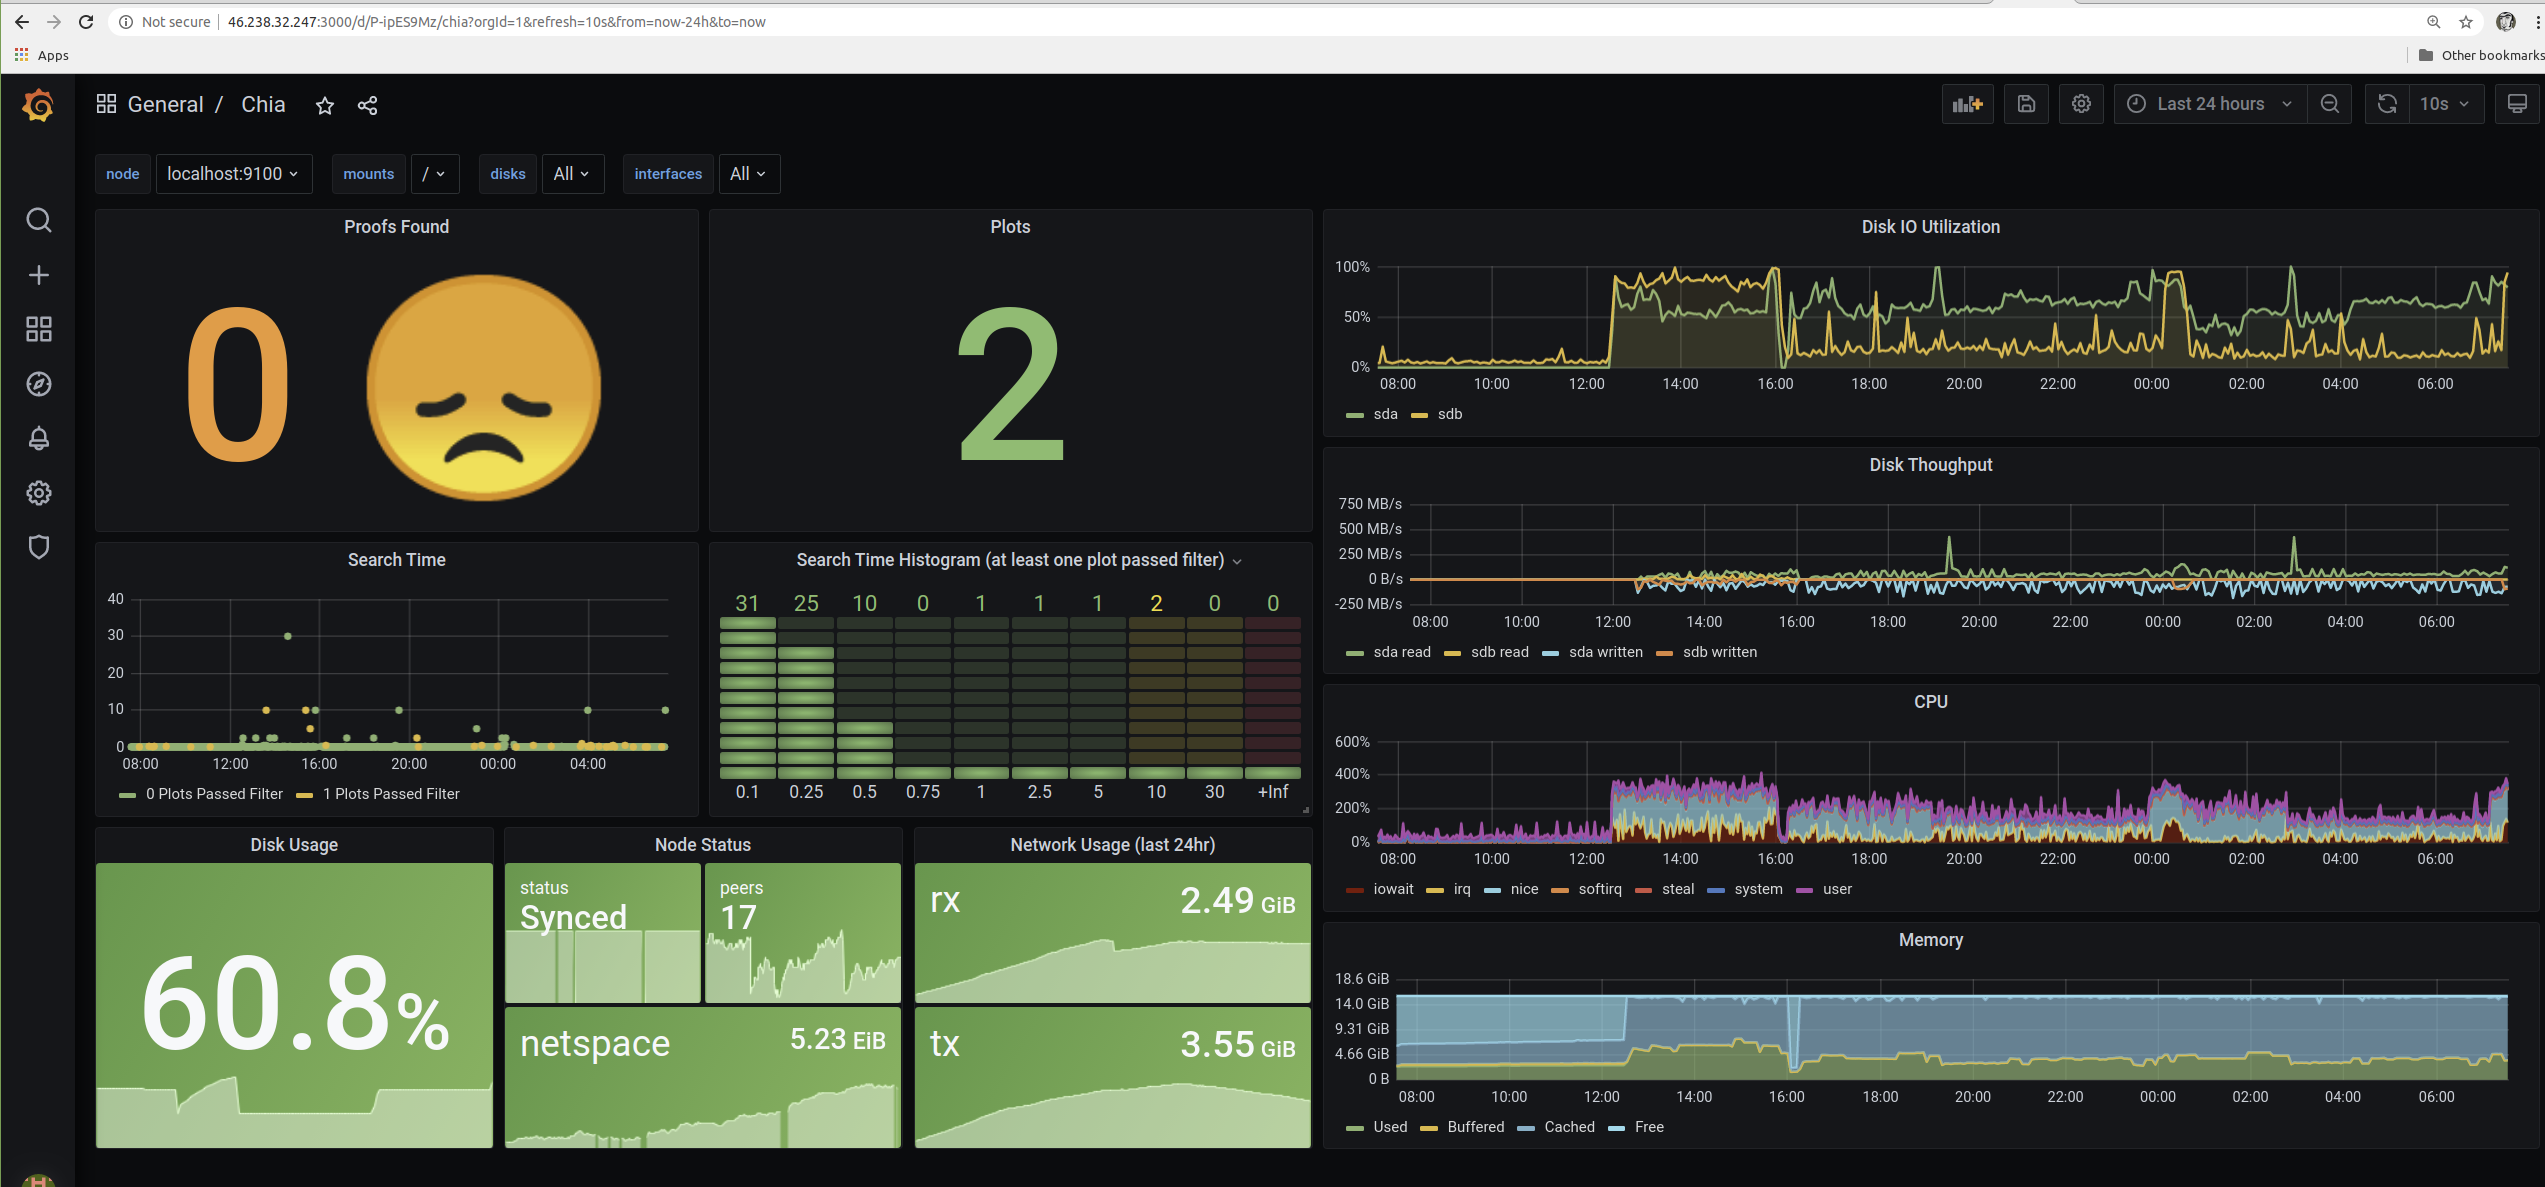 Not secure 46.238.32.247:3000/d/P-ipES9Mz/chia?orgId=1&refresh=10s&from=now-24h&to=now
Apps
Other bookmarks
General / Chia
Last 24 hours
10s
node localhost:9100 mounts / disks All interfaces All
Proofs Found
0
Plots
2
Search Time
40
30
20
10
0
08:00 12:00 16:00 20:00 00:00 04:00
0 Plots Passed Filter 1 Plots Passed Filter
Search Time Histogram (at least one plot passed filter)
31 25 10 0 1 1 1 2 0 0
0.1 0.25 0.5 0.75 1 2.5 5 10 30 +Inf
Disk Usage
60.8%
Node Status
status
Synced
peers
17
netspace 5.23 EiB
Network Usage (last 24hr)
rx 2.49 GiB
tx 3.55 GiB
Disk IO Utilization
100%
50%
0%
08:00 10:00 12:00 14:00 16:00 18:00 20:00 22:00 00:00 02:00 04:00 06:00
sda sdb
Disk Thoughput
750 MB/s
500 MB/s
250 MB/s
0 B/s
-250 MB/s
08:00 10:00 12:00 14:00 16:00 18:00 20:00 22:00 00:00 02:00 04:00 06:00
sda read sdb read sda written sdb written
CPU
600%
400%
200%
0%
08:00 10:00 12:00 14:00 16:00 18:00 20:00 22:00 00:00 02:00 04:00 06:00
iowait irq nice softirq steal system user
Memory
18.6 GiB
14.0 GiB
9.31 GiB
4.66 GiB
0 B
08:00 10:00 12:00 14:00 16:00 18:00 20:00 22:00 00:00 02:00 04:00 06:00
Used Buffered Cached Free